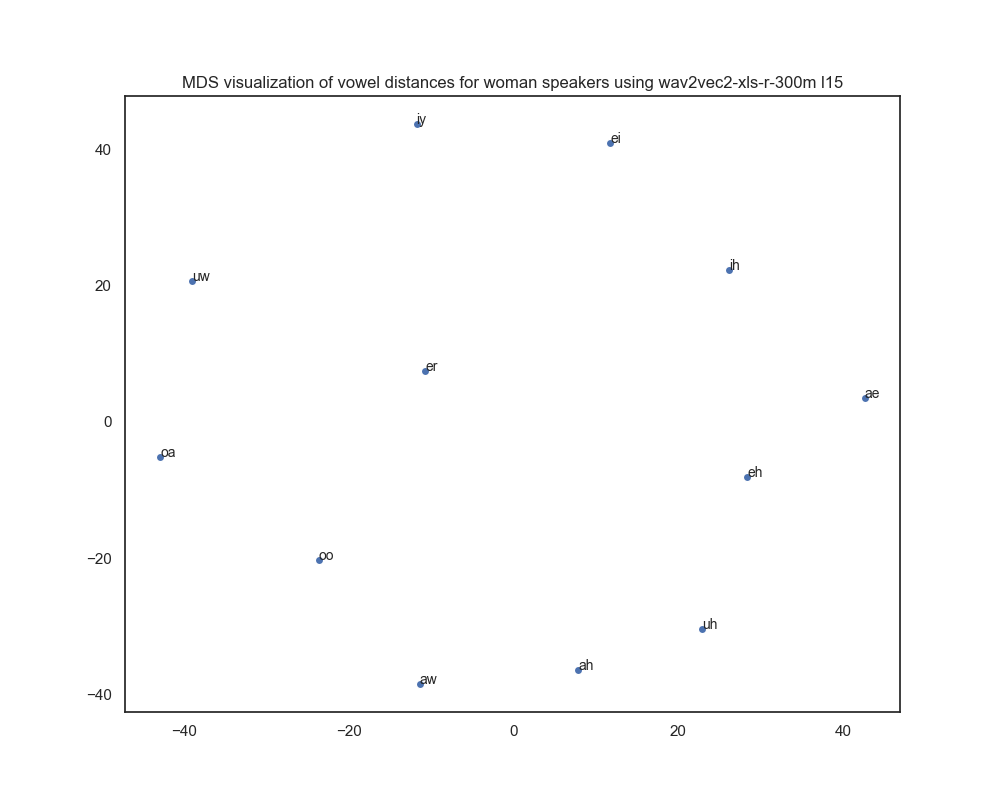 MDS visualization of vowel distances for woman speakers using wav2vec2-xls-r-300m l15
iy
ei
40
ih
uw
20
er
ae
0
oa
eh
oo
−20
uh
ah
aw
−40
−40 −20 0 20 40